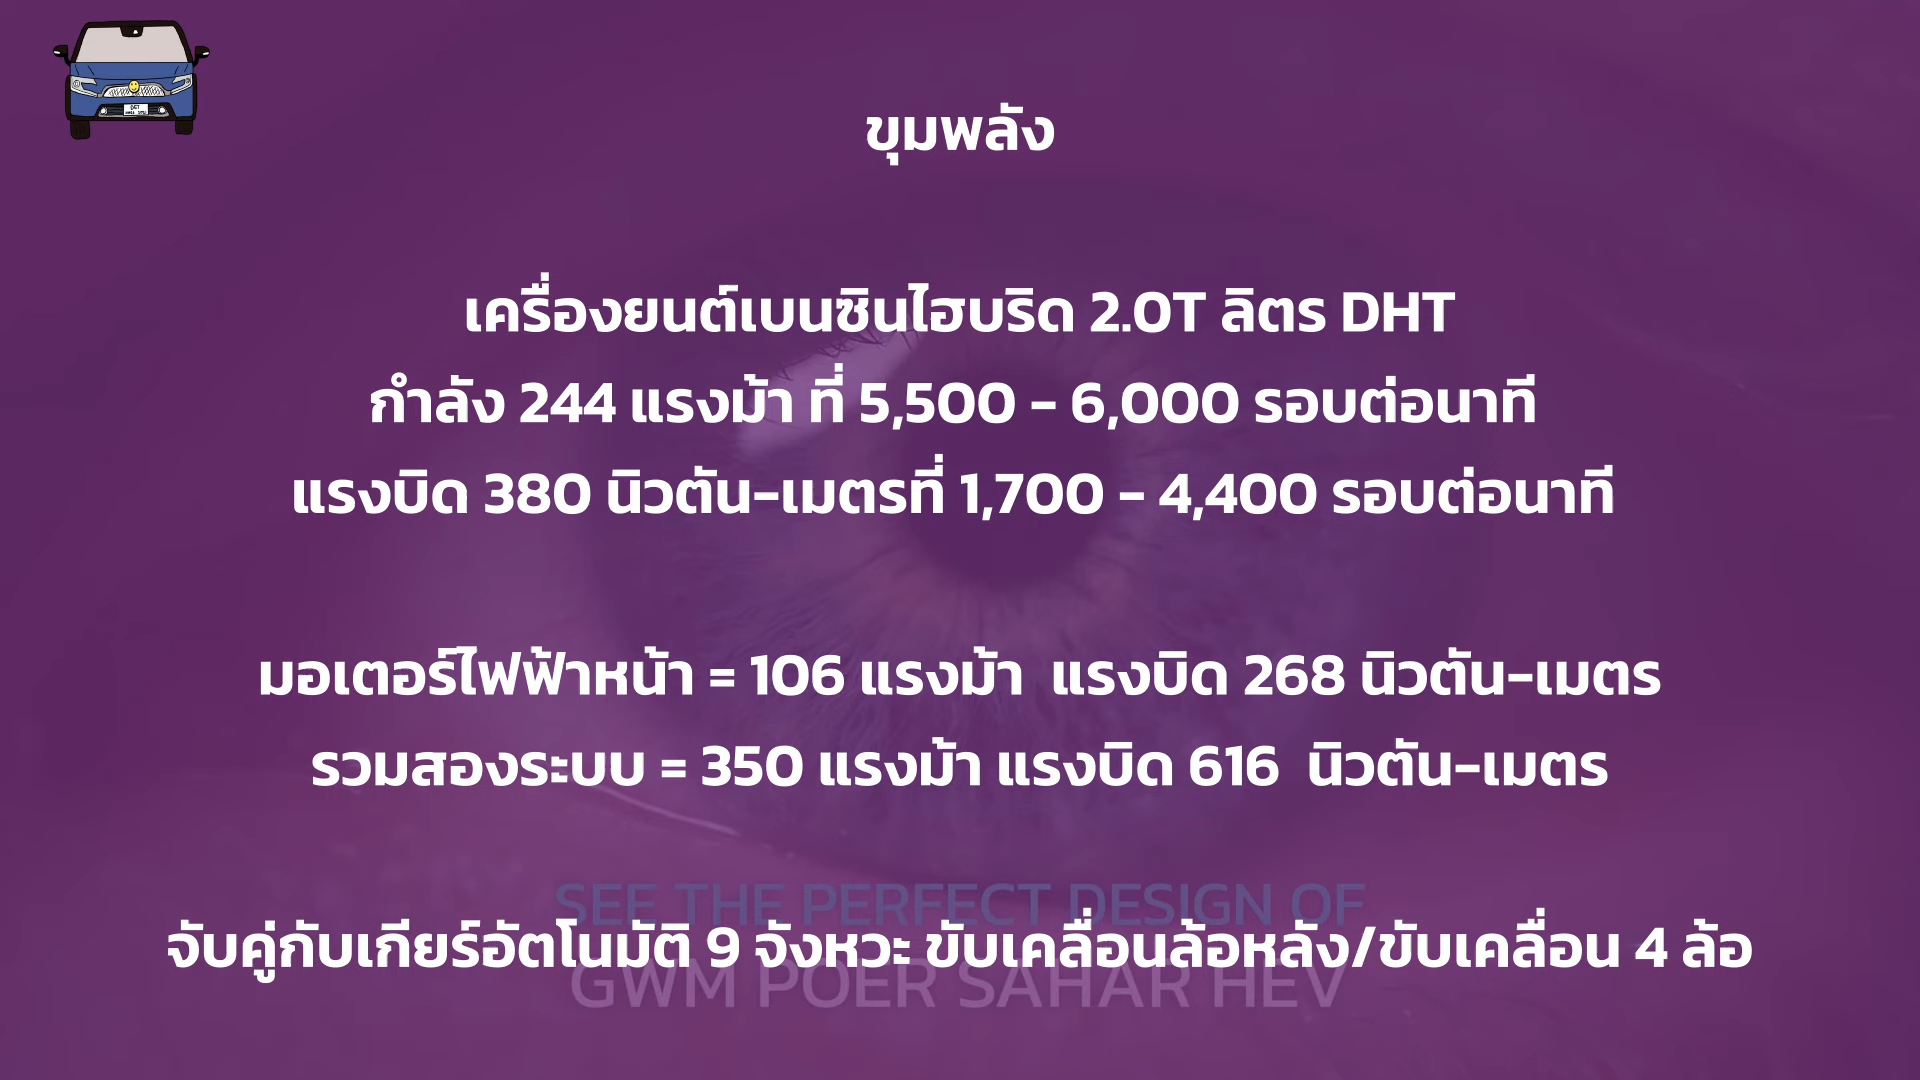 ขุมพลัง
เครื่องยนต์เบนซินไฮบริด 2.0T ลิตร DHT
กำลัง 244 แรงม้า ที่ 5,500 - 6,000 รอบต่อนาที
แรงบิด 380 นิวตัน-เมตรที่ 1,700 - 4,400 รอบต่อนาที
มอเตอร์ไฟฟ้าหน้า = 106 แรงม้า แรงบิด 268 นิวตัน-เมตร
รวมสองระบบ = 350 แรงม้า แรงบิด 616 นิวตัน-เมตร
SEE THE PERFECT DESIGN OF
จับคู่กับเกียร์อัตโนมัติ 9 จังหวะ ขับเคลื่อนล้อหลัง/ขับเคลื่อน 4 ล้อ
GWM POER SAHAR HEV